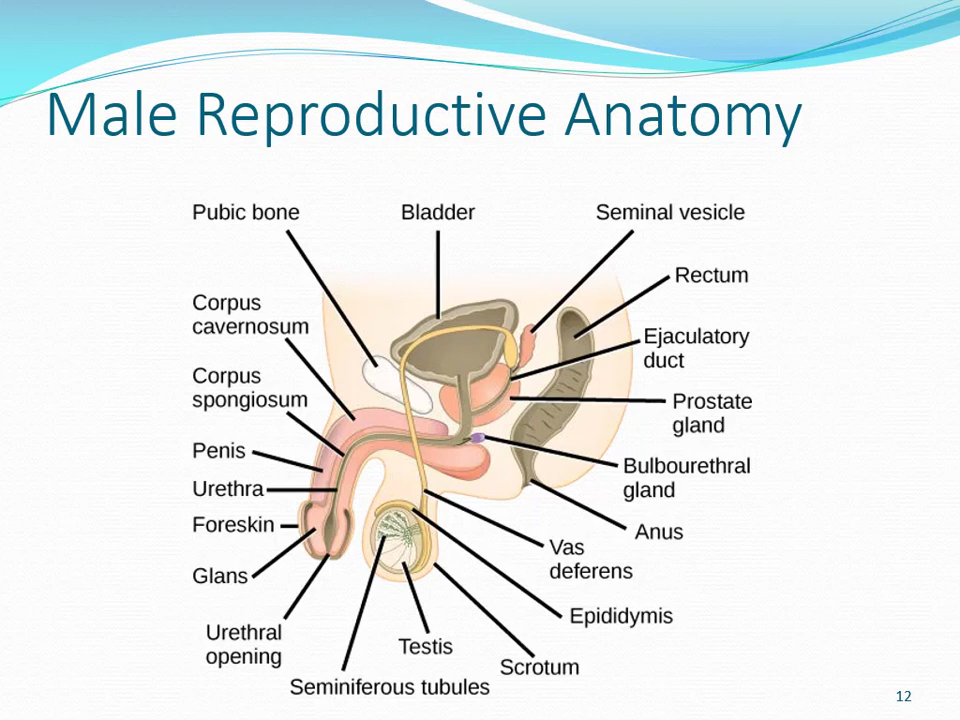 Male Reproductive Anatomy
Pubic bone
Bladder
Seminal vesicle
Rectum
Corpus
cavernosum
Ejaculatory
duct
Corpus
spongiosum
Prostate
gland
Penis
Bulbourethral
gland
Urethra
Foreskin
Anus
Vas
deferens
Glans
Epididymis
Urethral
opening
Testis
Scrotum
Seminiferous tubules
12